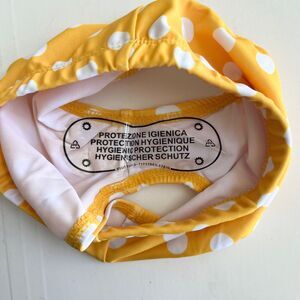 PROTEZIONE IGIENICA
PROTECTION HYGIENIQUE
HYGIENIC PROTECTION
HYGIENISCHER SCHUTZ